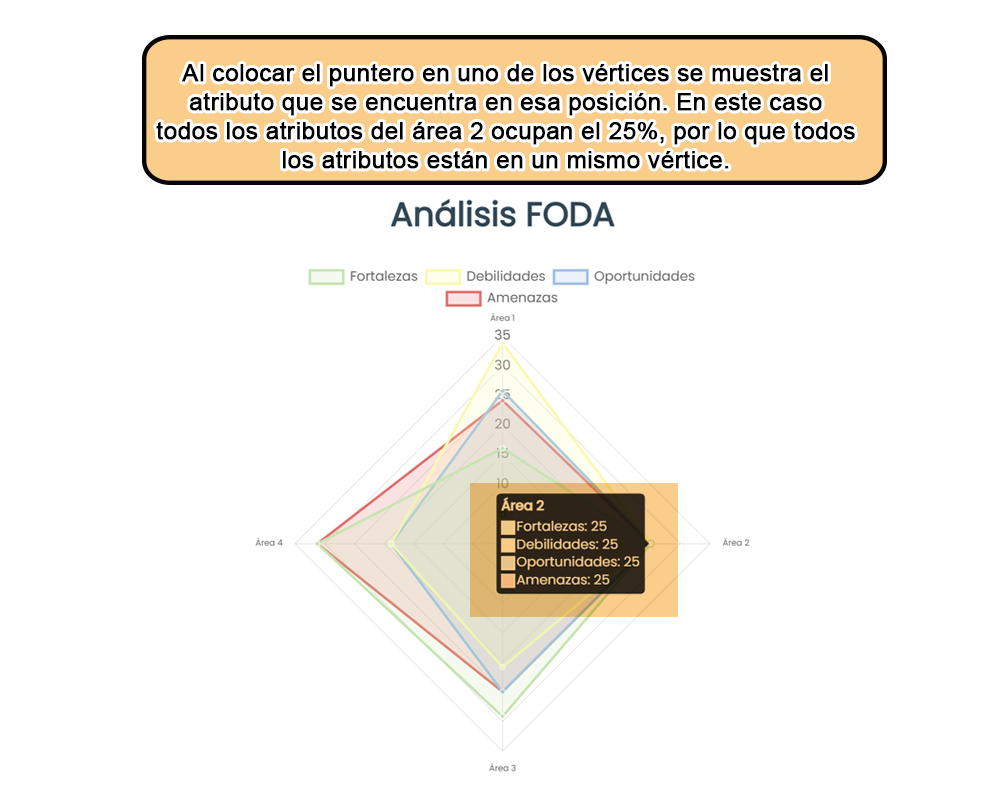 Al colocar el puntero en uno de los vértices se muestra el
atributo que se encuentra en esa posición. En este caso
todos los atributos del área 2 ocupan el 25%, por lo que todos
los atributos están en un mismo vértice.
Análisis FODA
Fortalezas Debilidades Oportunidades
Amenazas
Área 1
35
30
25
20
15
10
Área 2
Fortalezas: 25
Debilidades: 25
Oportunidades: 25
Amenazas: 25
Área 4
Área 2
Área 3